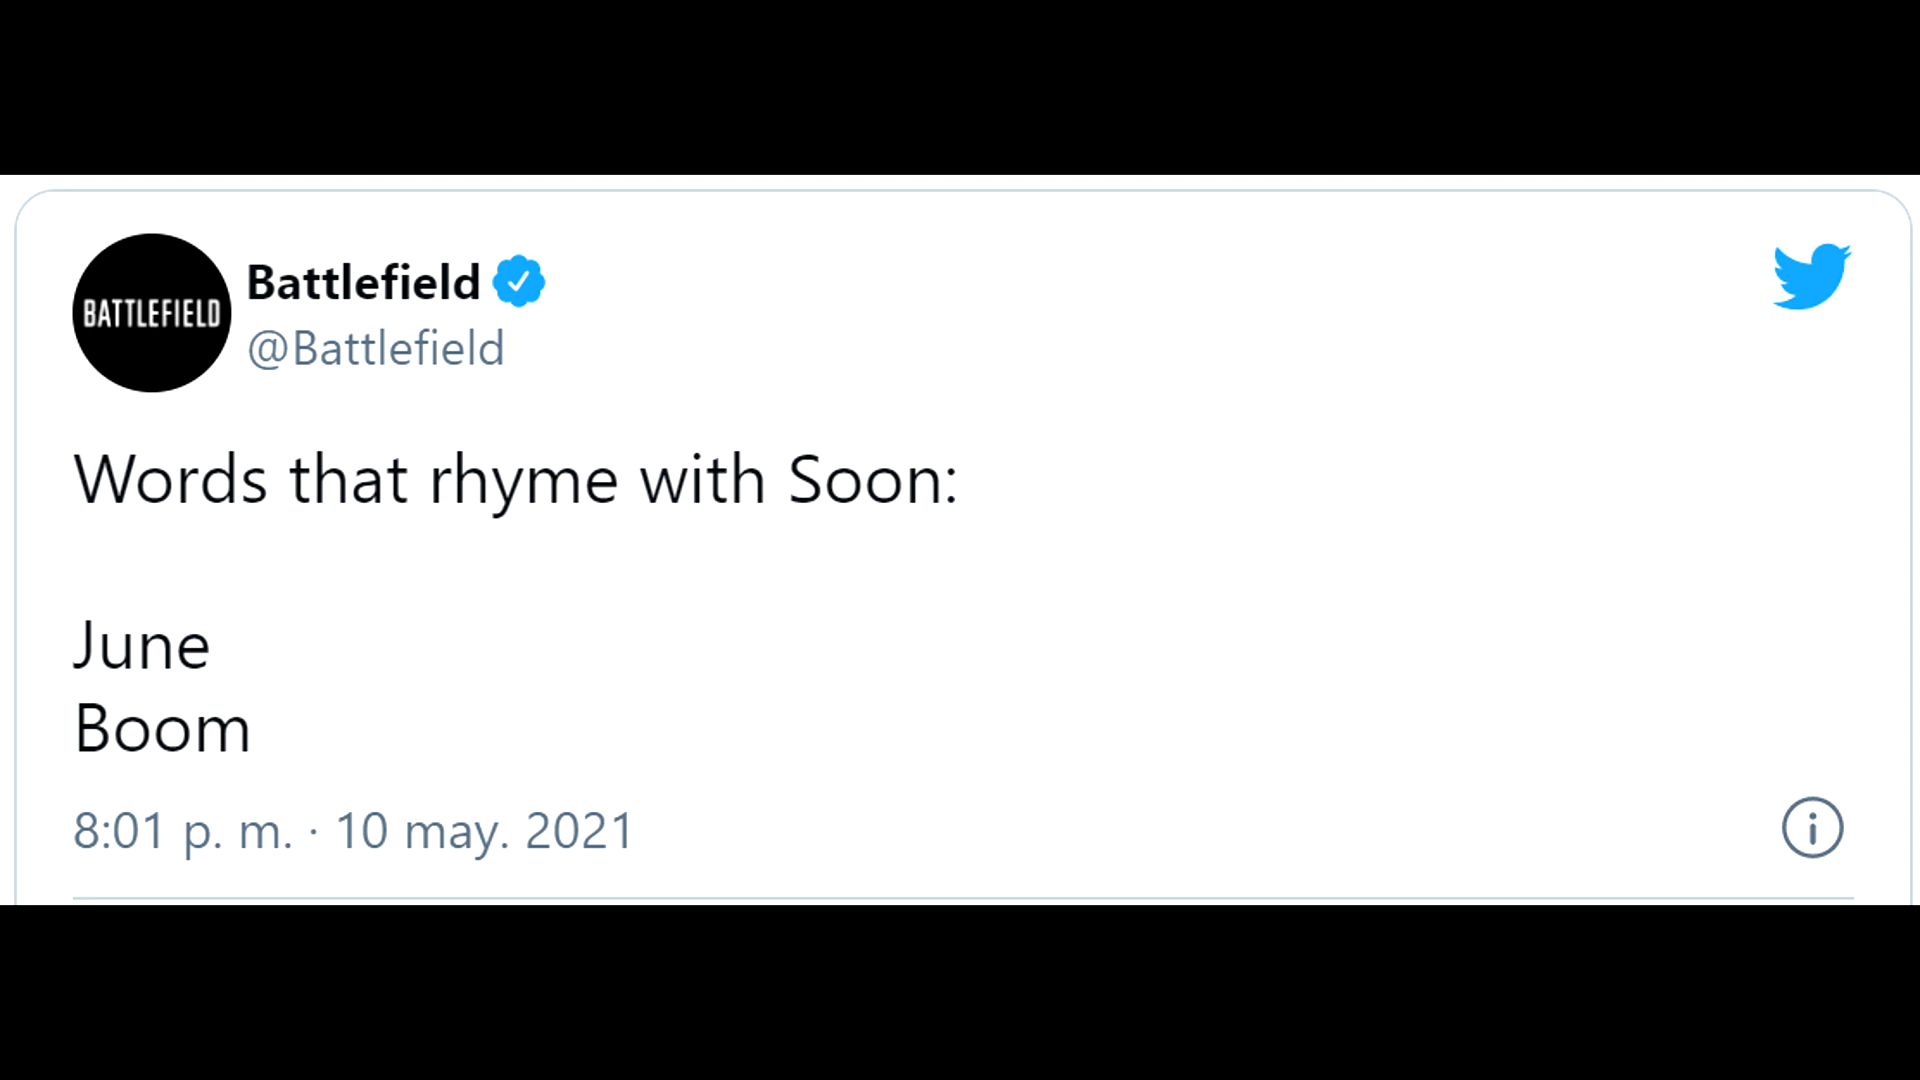 BATTLEFIELD
Battlefield
@Battlefield
Words that rhyme with Soon:
June
Boom
8:01 p. m. · 10 may. 2021